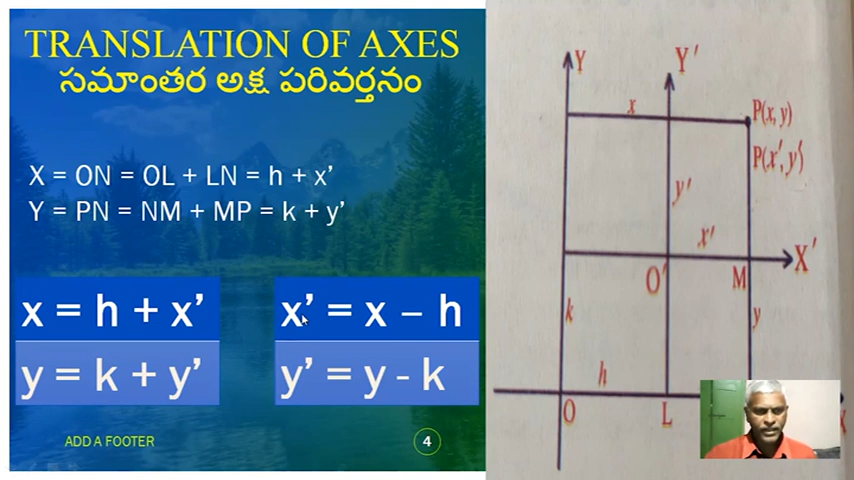 TRANSLATION OF AXES
సమాంతర అక్ష పరివర్తనం
X = ON = OL + LN = h + x'
Y = PN = NM + MP = k + y'
x = h + x'
y = k + y'
x' = x – h
y' = y - k
ADD A FOOTER
4
Y
Y'
x
P(x, y)
P(x', y')
y'
x'
X'
O'
M
k
y
h
O
L
X